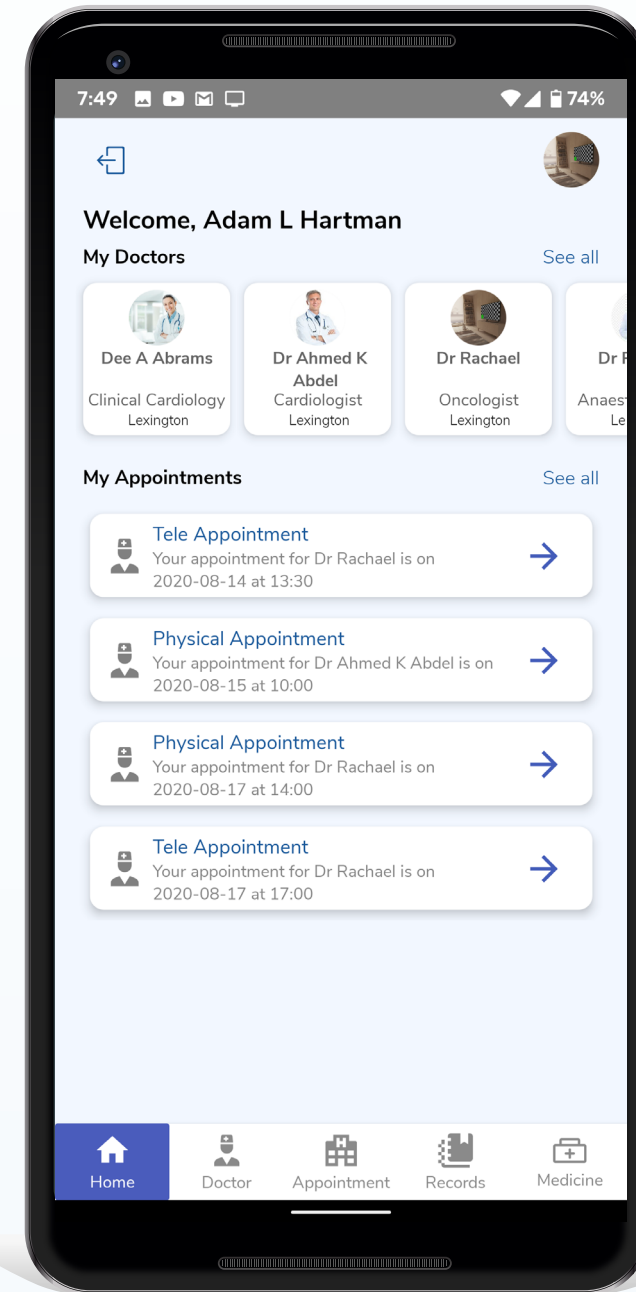 7:49
74%
Welcome, Adam L Hartman
My Doctors
See all
Dee A Abrams
Clinical Cardiology
Lexington
Dr Ahmed K
Abdel
Cardiologist
Lexington
Dr Rachael
Oncologist
Lexington
Dr
Anaes
Le
My Appointments
See all
Tele Appointment
Your appointment for Dr Rachael is on
2020-08-14 at 13:30
Physical Appointment
Your appointment for Dr Ahmed K Abdel is on
2020-08-15 at 10:00
Physical Appointment
Your appointment for Dr Rachael is on
2020-08-17 at 14:00
Tele Appointment
Your appointment for Dr Rachael is on
2020-08-17 at 17:00
Home
Doctor
Appointment
Records
Medicine